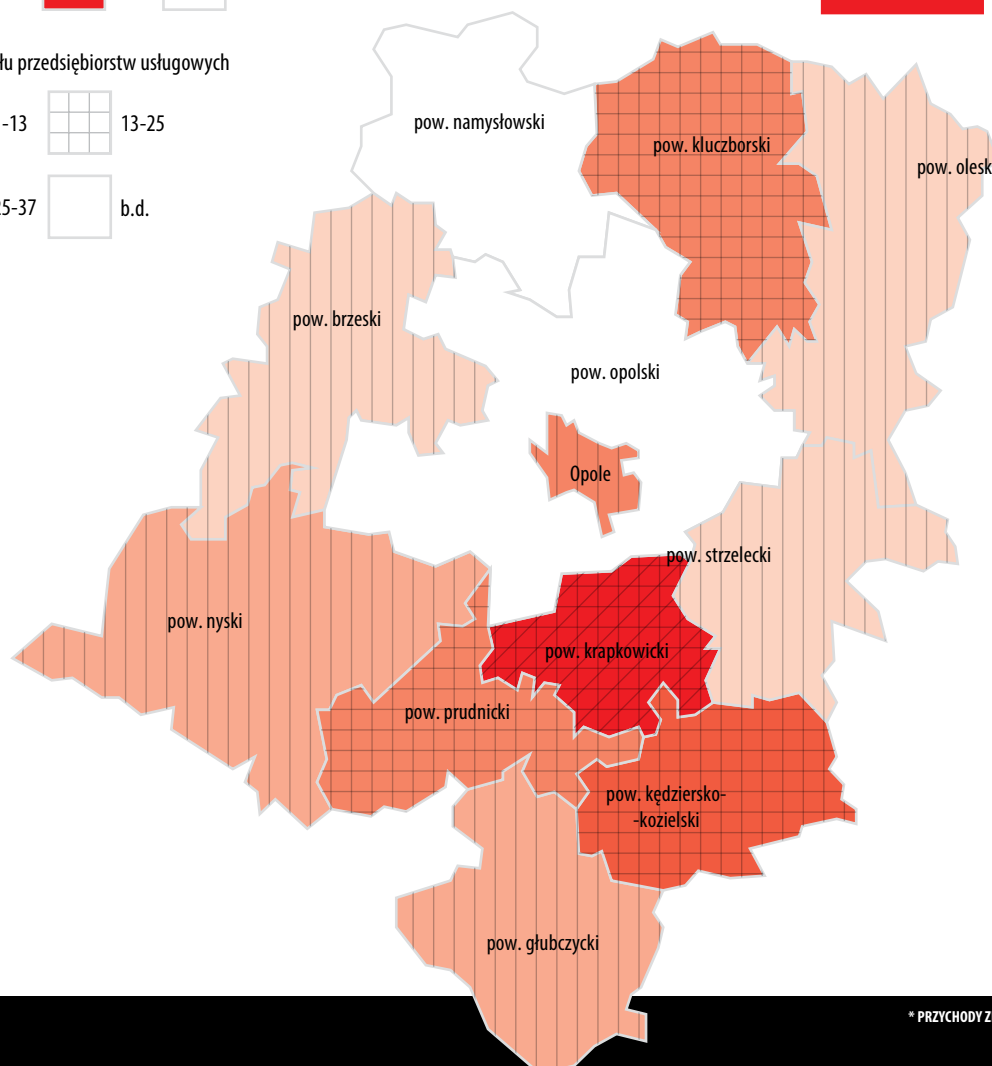 łu przedsiębiorstw usługowych
-13
13-25
5-37
b.d.
pow. namysłowski
pow. kluczborski
pow. olesk
pow. brzeski
pow. opolski
Opole
pow. strzelecki
pow. nyski
pow. krapkowicki
pow. prudnicki
pow. kędziersko-
-kozielski
pow. głubczycki
* PRZYCHODY Z